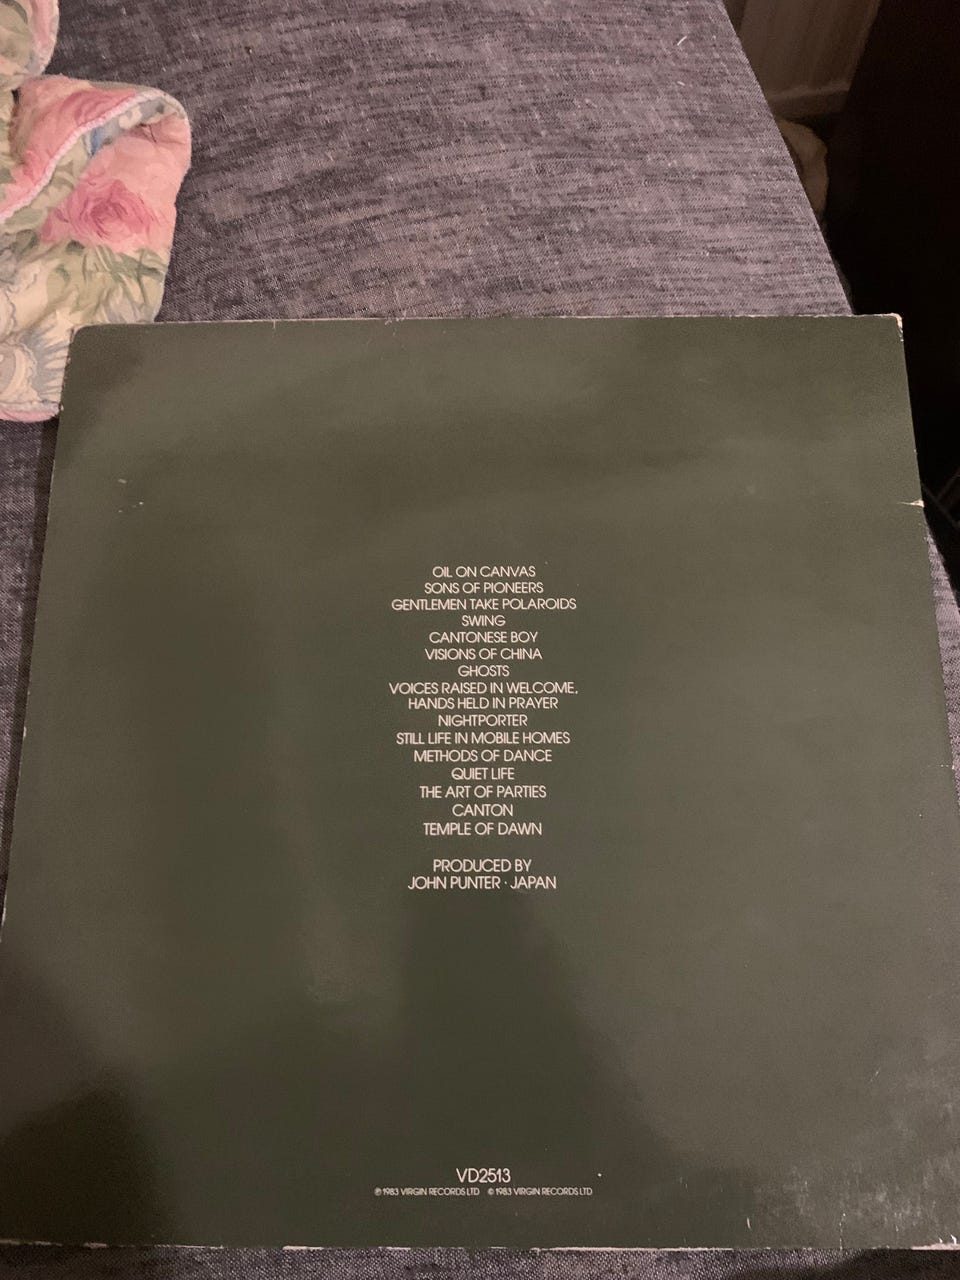 OIL ON CANVAS
SONS OF PIONEERS
GENTLEMEN TAKE POLAROIDS
SWING
CANTONESE BOY
VISIONS OF CHINA
GHOSTS
VOICES RAISED IN WELCOME,
HANDS HELD IN PRAYER
NIGHTPORTER
STILL LIFE IN MOBILE HOMES
METHODS OF DANCE
QUIET LIFE
THE ART OF PARTIES
CANTON
TEMPLE OF DAWN
PRODUCED BY
JOHN PUNTER · JAPAN
VD2513
℗ 1983 VIRGIN RECORDS LTD © 1983 VIRGIN RECORDS LTD